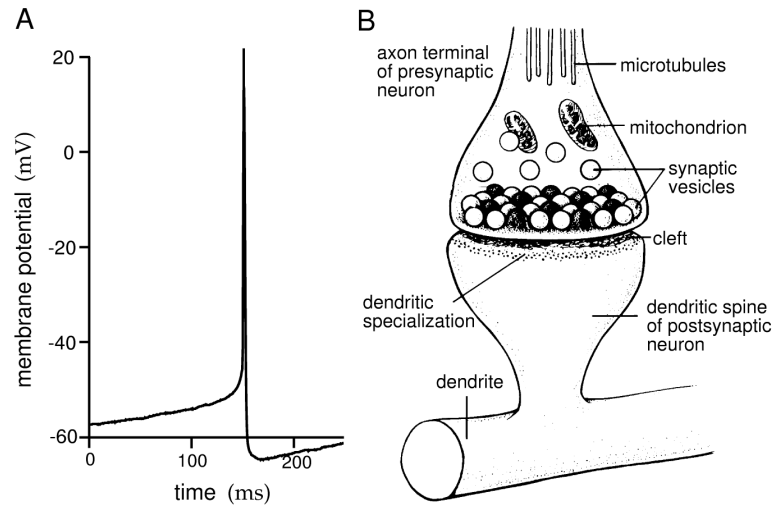 A
20
0
-20
-40
-60
membrane potential (mV)
0
100
200
time (ms)
B
axon terminal
of presynaptic
neuron
microtubules
mitochondrion
synaptic
vesicles
cleft
dendritic
specialization
dendritic spine
of postsynaptic
neuron
dendrite